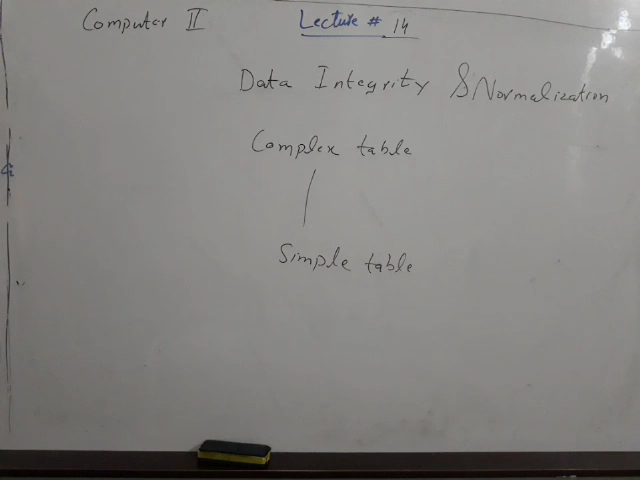 Computer II Lecture # 14
Data Integrity & Normalization
Complex table
Simple table